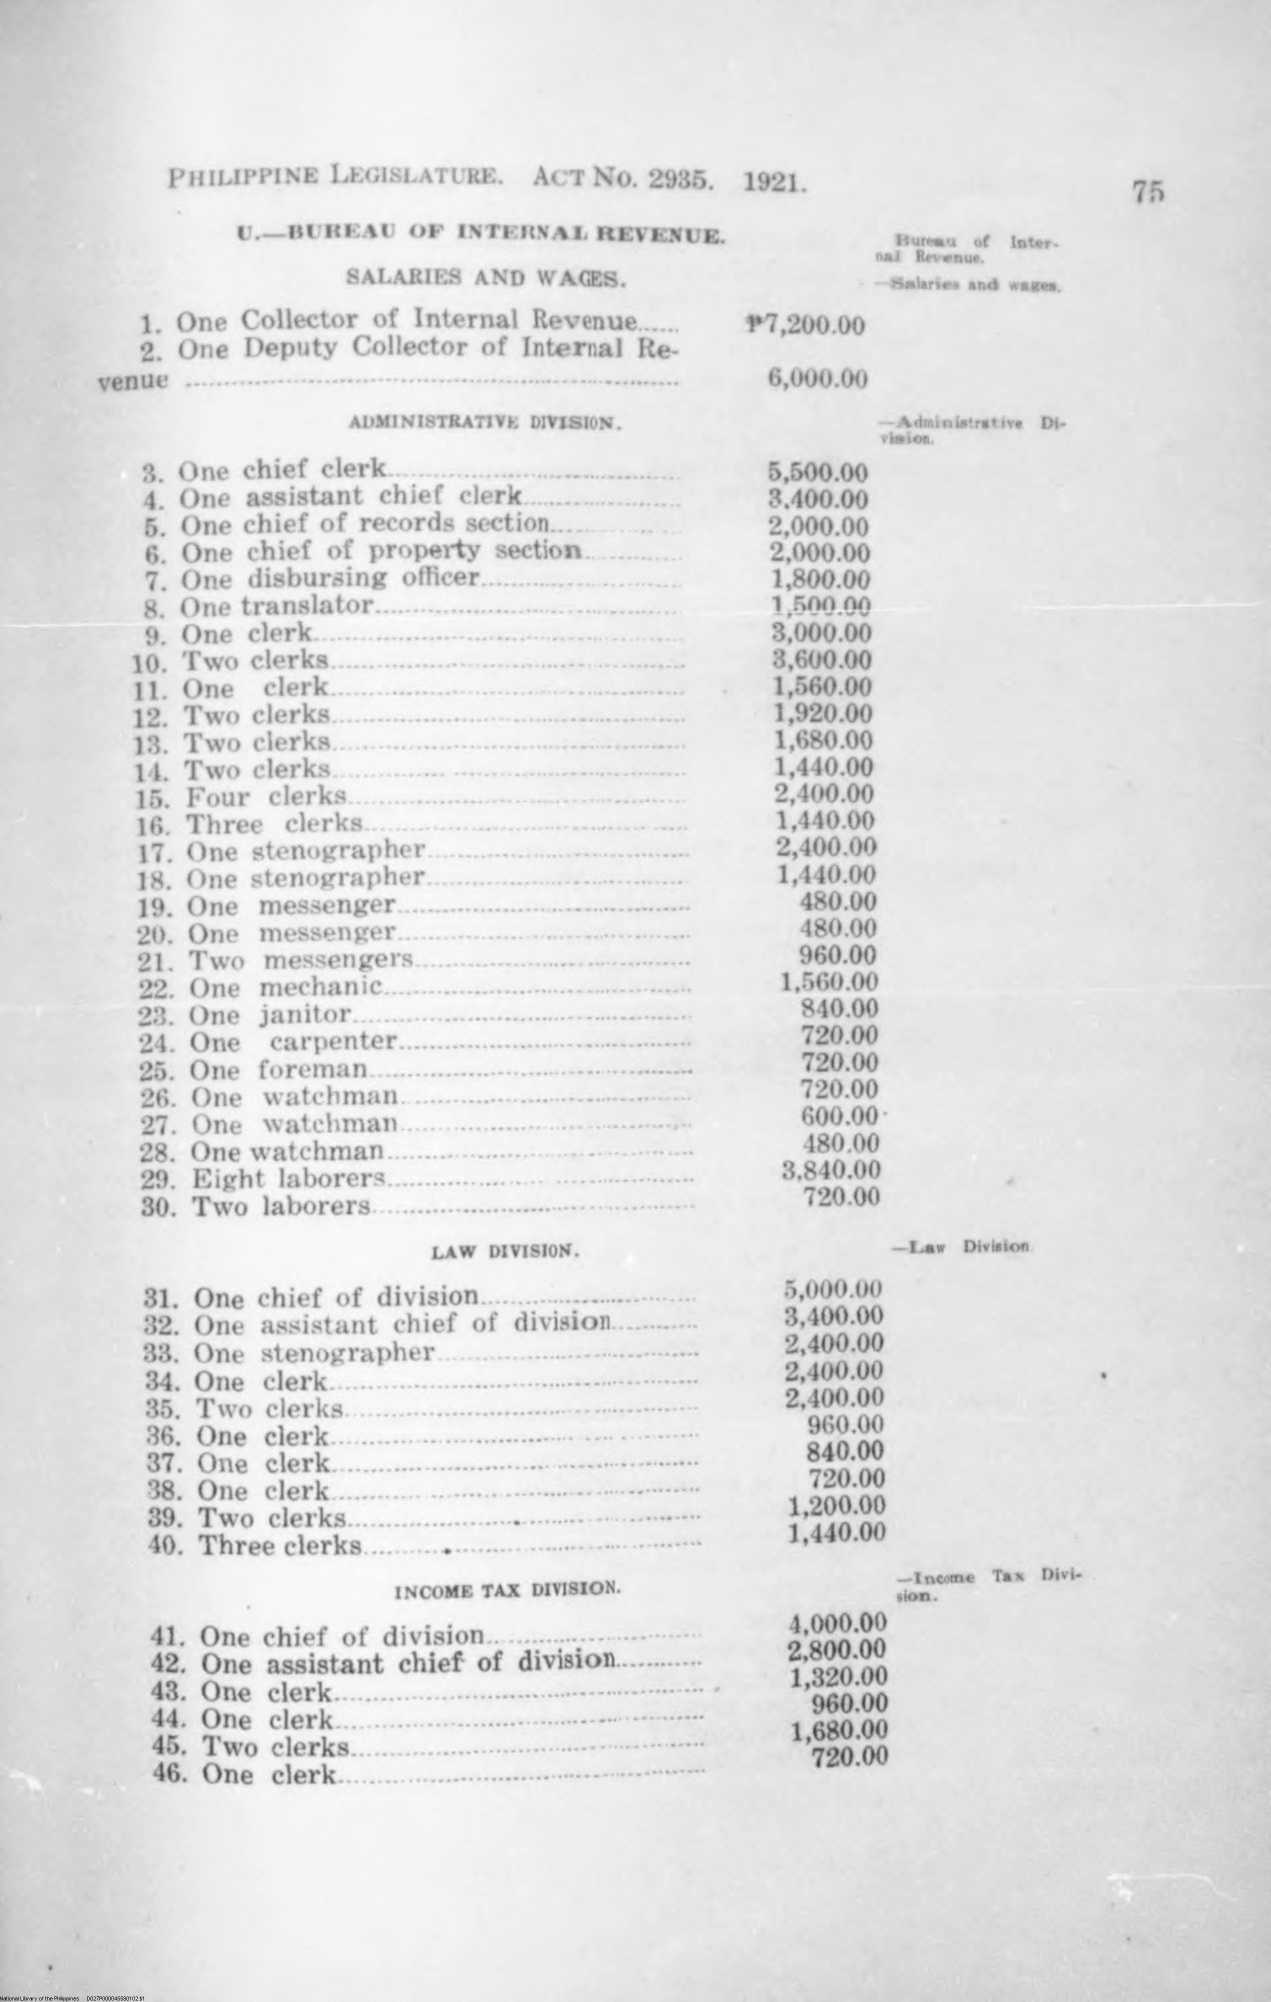 PHILIPPINE LEGISLATURE. ACT NO. 2935. 1921.
75
U.—BUREAU OF INTERNAL REVENUE.
Bureau of Inter-
nal Revenue.
SALARIES AND WAGES.
—Salaries and wages.
1. One Collector of Internal Revenue...... ₱7,200.00
2. One Deputy Collector of Internal Re-
venue ........ 6,000.00
ADMINISTRATIVE DIVISION.
—Administrative Di-
vision.
3. One chief clerk........ 5,500.00
4. One assistant chief clerk........ 3,400.00
5. One chief of records section........ 2,000.00
6. One chief of property section........ 2,000.00
7. One disbursing officer........ 1,800.00
8. One translator........ 1,500.00
9. One clerk........ 3,000.00
10. Two clerks........ 3,600.00
11. One clerk........ 1,560.00
12. Two clerks........ 1,920.00
13. Two clerks........ 1,680.00
14. Two clerks........ 1,440.00
15. Four clerks........ 2,400.00
16. Three clerks........ 1,440.00
17. One stenographer........ 2,400.00
18. One stenographer........ 1,440.00
19. One messenger........ 480.00
20. One messenger........ 480.00
21. Two messengers........ 960.00
22. One mechanic........ 1,560.00
23. One janitor........ 840.00
24. One carpenter........ 720.00
25. One foreman........ 720.00
26. One watchman........ 720.00
27. One watchman........ 600.00
28. One watchman........ 480.00
29. Eight laborers........ 3,840.00
30. Two laborers........ 720.00
LAW DIVISION.
—Law Division
31. One chief of division........ 5,000.00
32. One assistant chief of division........ 3,400.00
33. One stenographer........ 2,400.00
34. One clerk........ 2,400.00
35. Two clerks........ 2,400.00
36. One clerk........ 960.00
37. One clerk........ 840.00
38. One clerk........ 720.00
39. Two clerks........ 1,200.00
40. Three clerks........ 1,440.00
INCOME TAX DIVISION.
—Income Tax Divi-
sion.
41. One chief of division........ 4,000.00
42. One assistant chief of division........ 2,800.00
43. One clerk........ 1,320.00
44. One clerk........ 960.00
45. Two clerks........ 1,680.00
46. One clerk........ 720.00
National Library of the Philippines